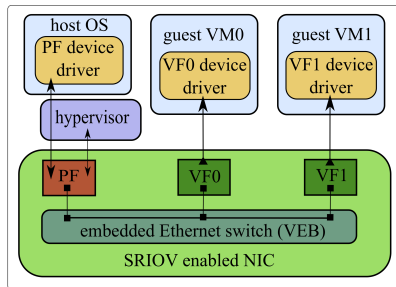 host OS
PF device
driver
guest VM0
VF0 device
driver
guest VM1
VF1 device
driver
hypervisor
PF
VF0
VF1
embedded Ethernet switch (VEB)
SRIOV enabled NIC